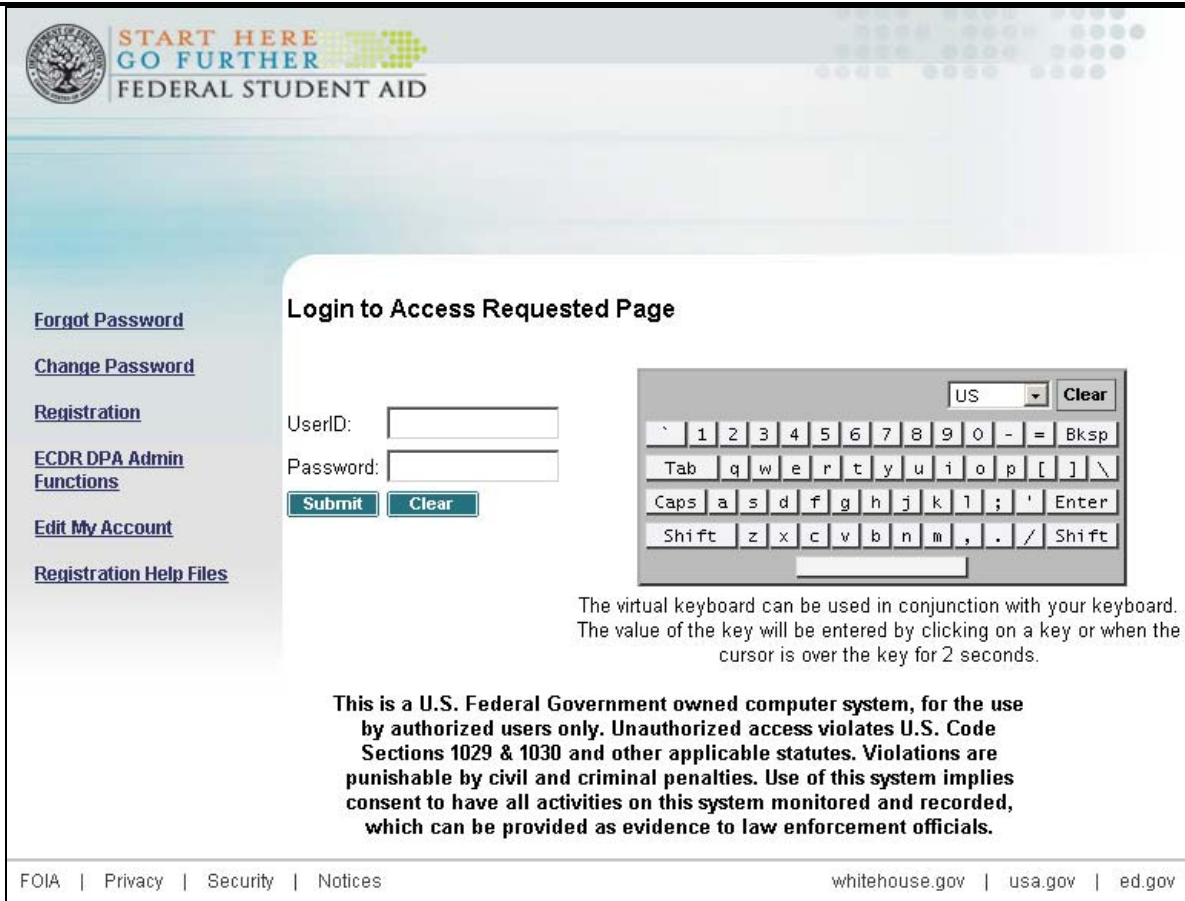 START HERE
GO FURTHER
FEDERAL STUDENT AID
Forgot Password
Change Password
Registration
ECDR DPA Admin
Functions
Edit My Account
Registration Help Files
Login to Access Requested Page
UserID:
Password:
Submit Clear
US Clear
` 1 2 3 4 5 6 7 8 9 0 - = Bksp
Tab q w e r t y u i o p [ ] \
Caps a s d f g h j k l ; ' Enter
Shift z x c v b n m , . / Shift
The virtual keyboard can be used in conjunction with your keyboard.
The value of the key will be entered by clicking on a key or when the
cursor is over the key for 2 seconds.
This is a U.S. Federal Government owned computer system, for the use
by authorized users only. Unauthorized access violates U.S. Code
Sections 1029 & 1030 and other applicable statutes. Violations are
punishable by civil and criminal penalties. Use of this system implies
consent to have all activities on this system monitored and recorded,
which can be provided as evidence to law enforcement officials.
FOIA | Privacy | Security | Notices
whitehouse.gov | usa.gov | ed.gov